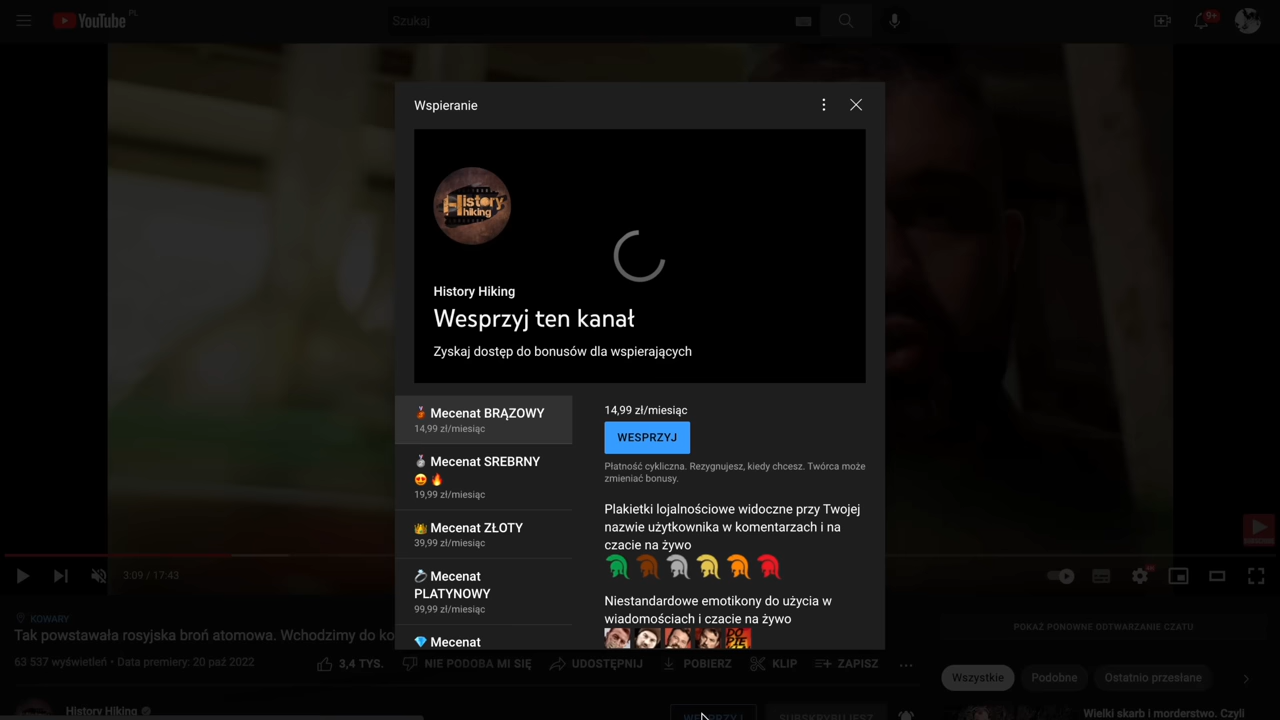 YouTube PL
Szukaj
9+
Wspieranie
History
hiking
History Hiking
Wesprzyj ten kanał
Zyskaj dostęp do bonusów dla wspierających
Mecenat BRĄZOWY
14,99 zł/miesiąc
Mecenat SREBRNY
19,99 zł/miesiąc
Mecenat ZŁOTY
39,99 zł/miesiąc
Mecenat
PLATYNOWY
99,99 zł/miesiąc
Mecenat
14,99 zł/miesiąc
WESPRZYJ
Płatność cykliczna. Rezygnujesz, kiedy chcesz. Twórca może
zmieniać bonusy.
Plakietki lojalnościowe widoczne przy Twojej
nazwie użytkownika w komentarzach i na
czacie na żywo
Niestandardowe emotikony do użycia w
wiadomościach i czacie na żywo
3:09 / 17:43
KOWARY
Tak powstawała rosyjska broń atomowa. Wchodzimy do ko
63 537 wyświetleń • Data premiery: 20 paź 2022
3,4 TYS.
NIE PODOBA MI SIĘ
UDOSTĘPNIJ
POBIERZ
KLIP
ZAPISZ
History Hiking
WESPRZYJ
SUBSKRYBUJESZ
POKAŻ PONOWNE ODTWARZANIE CZATU
Wszystkie
Podobne
Ostatnio przesłane
Wielki skarb i morderstwo. Czyli